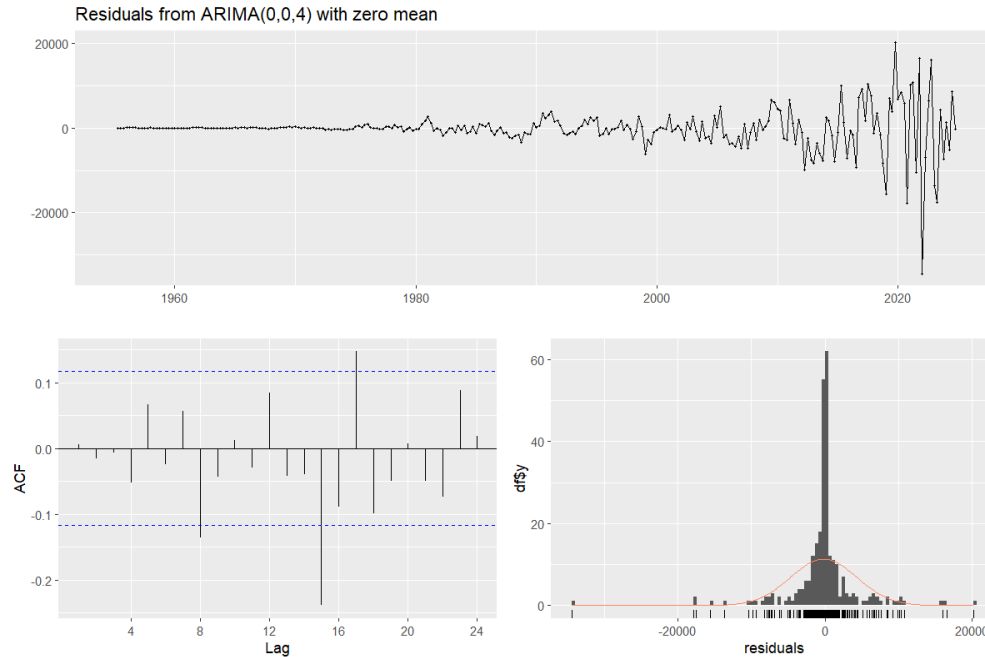 Residuals from ARIMA(0,0,4) with zero mean
20000
0
-20000
1960 1980 2000 2020
0.1
0.0
-0.1
-0.2
ACF
4 8 12 16 20 24
Lag
60
40
20
0
df$y
-20000 0 20000
residuals